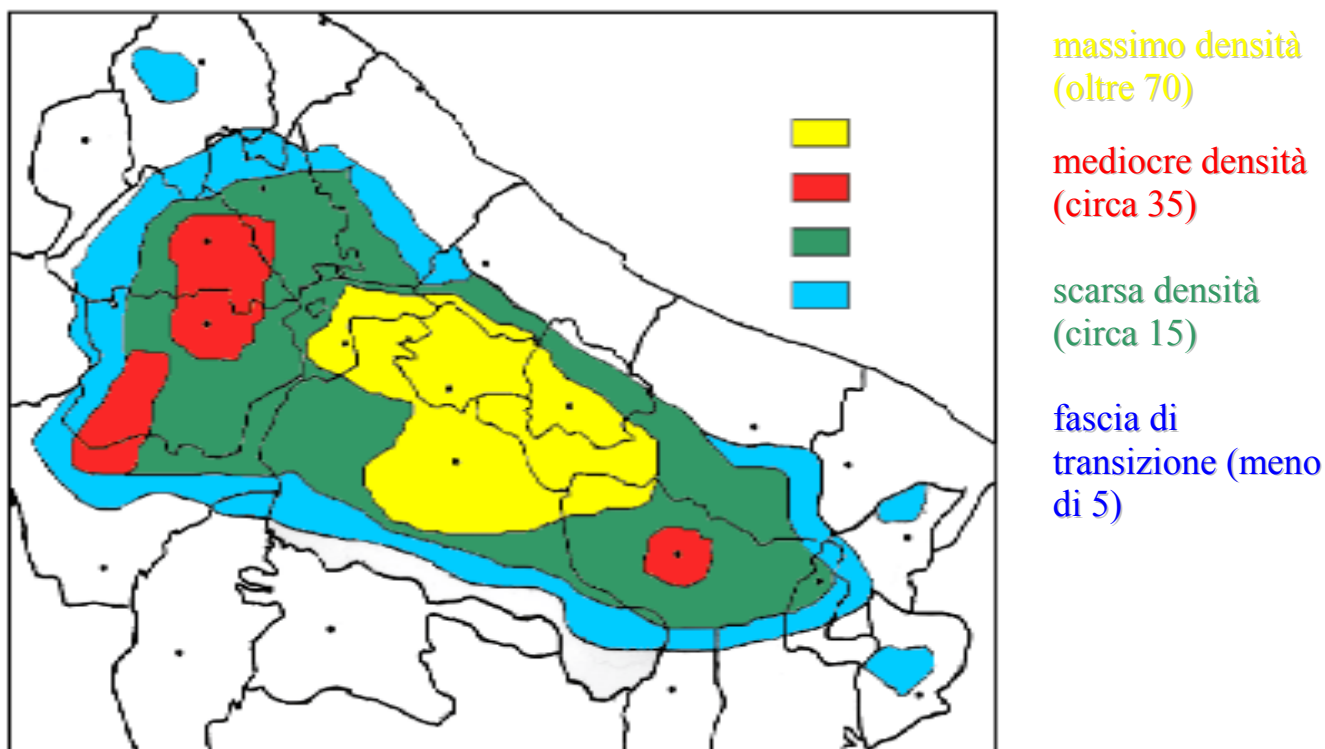 massimo densità
(oltre 70)
mediocre densità
(circa 35)
scarsa densità
(circa 15)
fascia di
transizione (meno
di 5)